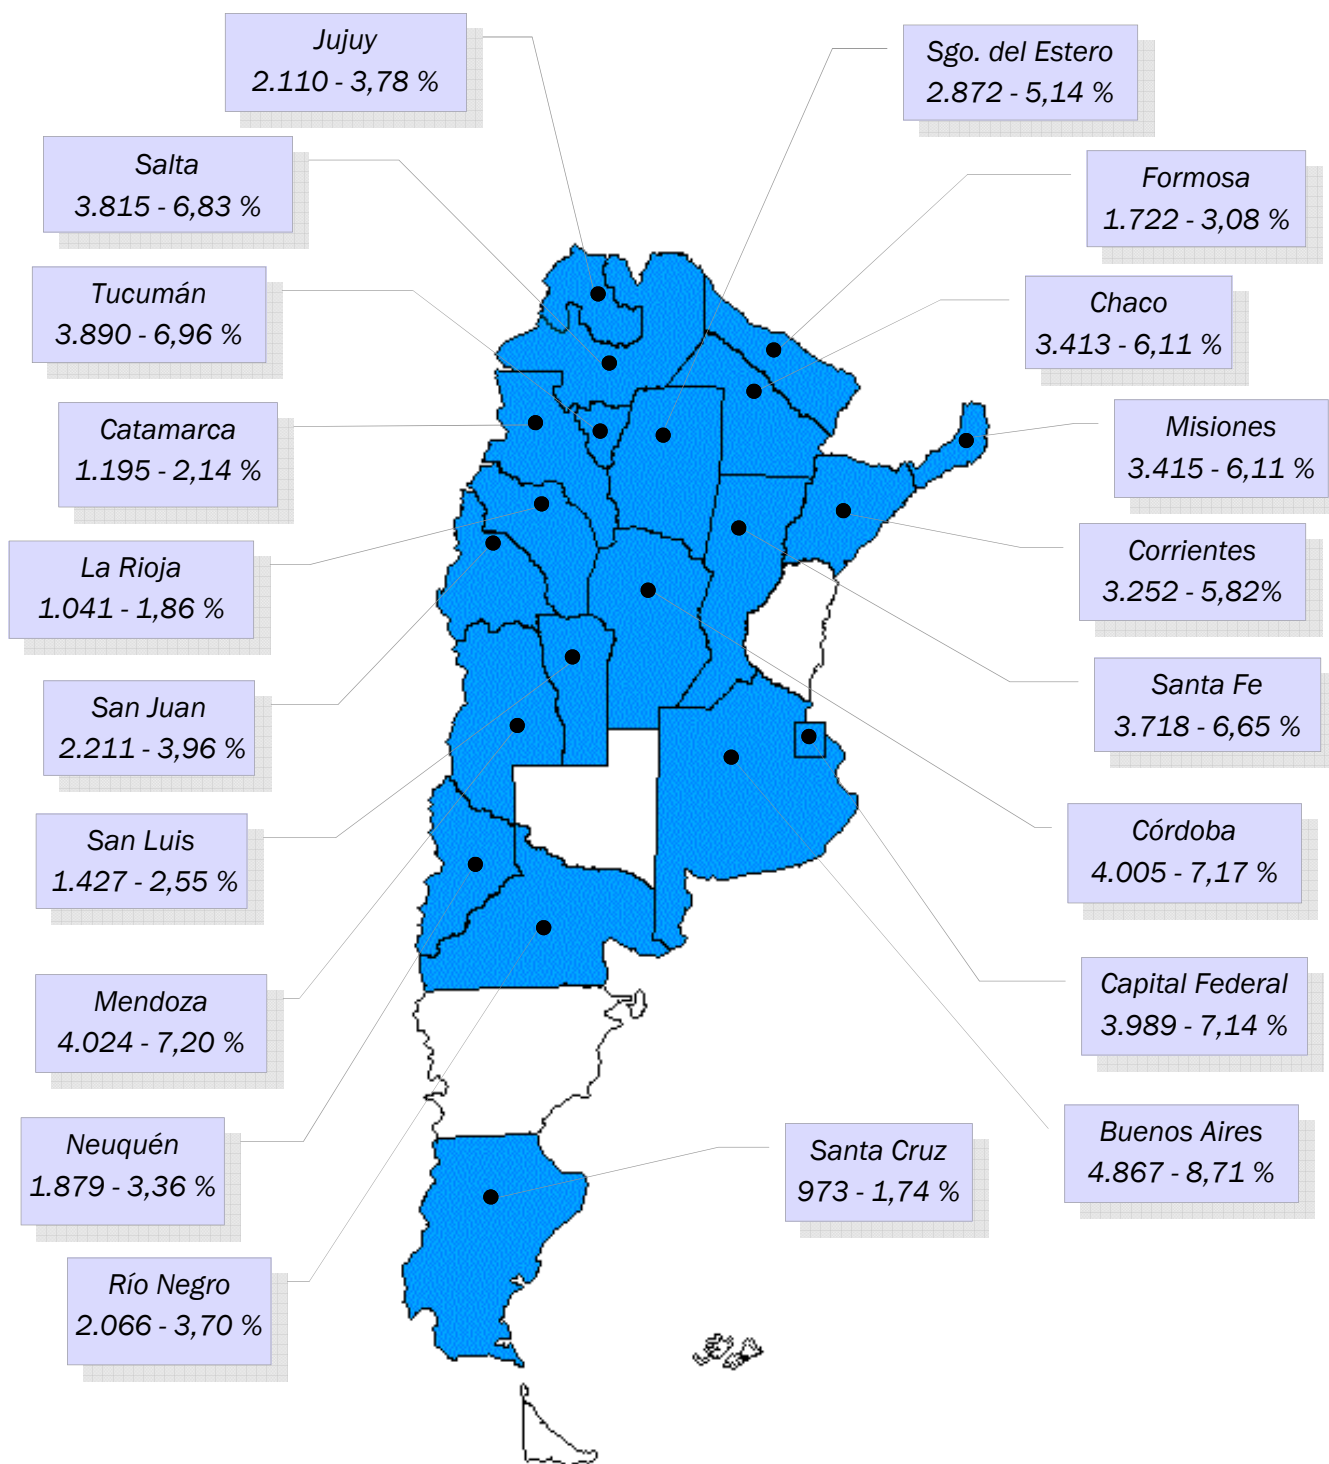 Jujuy
2.110 - 3,78 %
Sgo. del Estero
2.872 - 5,14 %
Salta
3.815 - 6,83 %
Formosa
1.722 - 3,08 %
Tucumán
3.890 - 6,96 %
Chaco
3.413 - 6,11 %
Catamarca
1.195 - 2,14 %
Misiones
3.415 - 6,11 %
La Rioja
1.041 - 1,86 %
Corrientes
3.252 - 5,82%
San Juan
2.211 - 3,96 %
Santa Fe
3.718 - 6,65 %
San Luis
1.427 - 2,55 %
Córdoba
4.005 - 7,17 %
Mendoza
4.024 - 7,20 %
Capital Federal
3.989 - 7,14 %
Neuquén
1.879 - 3,36 %
Santa Cruz
973 - 1,74 %
Buenos Aires
4.867 - 8,71 %
Río Negro
2.066 - 3,70 %